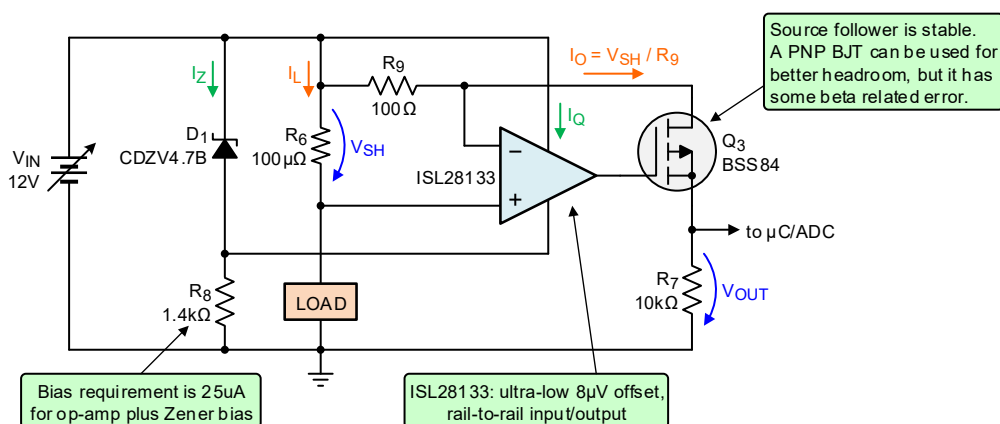 Source follower is stable.
A PNP BJT can be used for
better headroom, but it has
some beta related error.
I_Z
I_L
R_9
100Ω
I_O = V_SH / R_9
I_Q
D_1
CDZV4.7B
R_6
100µΩ
V_SH
V_IN
12V
ISL28133
−
+
Q_3
BSS84
to µC/ADC
R_8
1.4kΩ
LOAD
R_7
10kΩ
V_OUT
Bias requirement is 25uA
for op-amp plus Zener bias
ISL28133: ultra-low 8µV offset,
rail-to-rail input/output